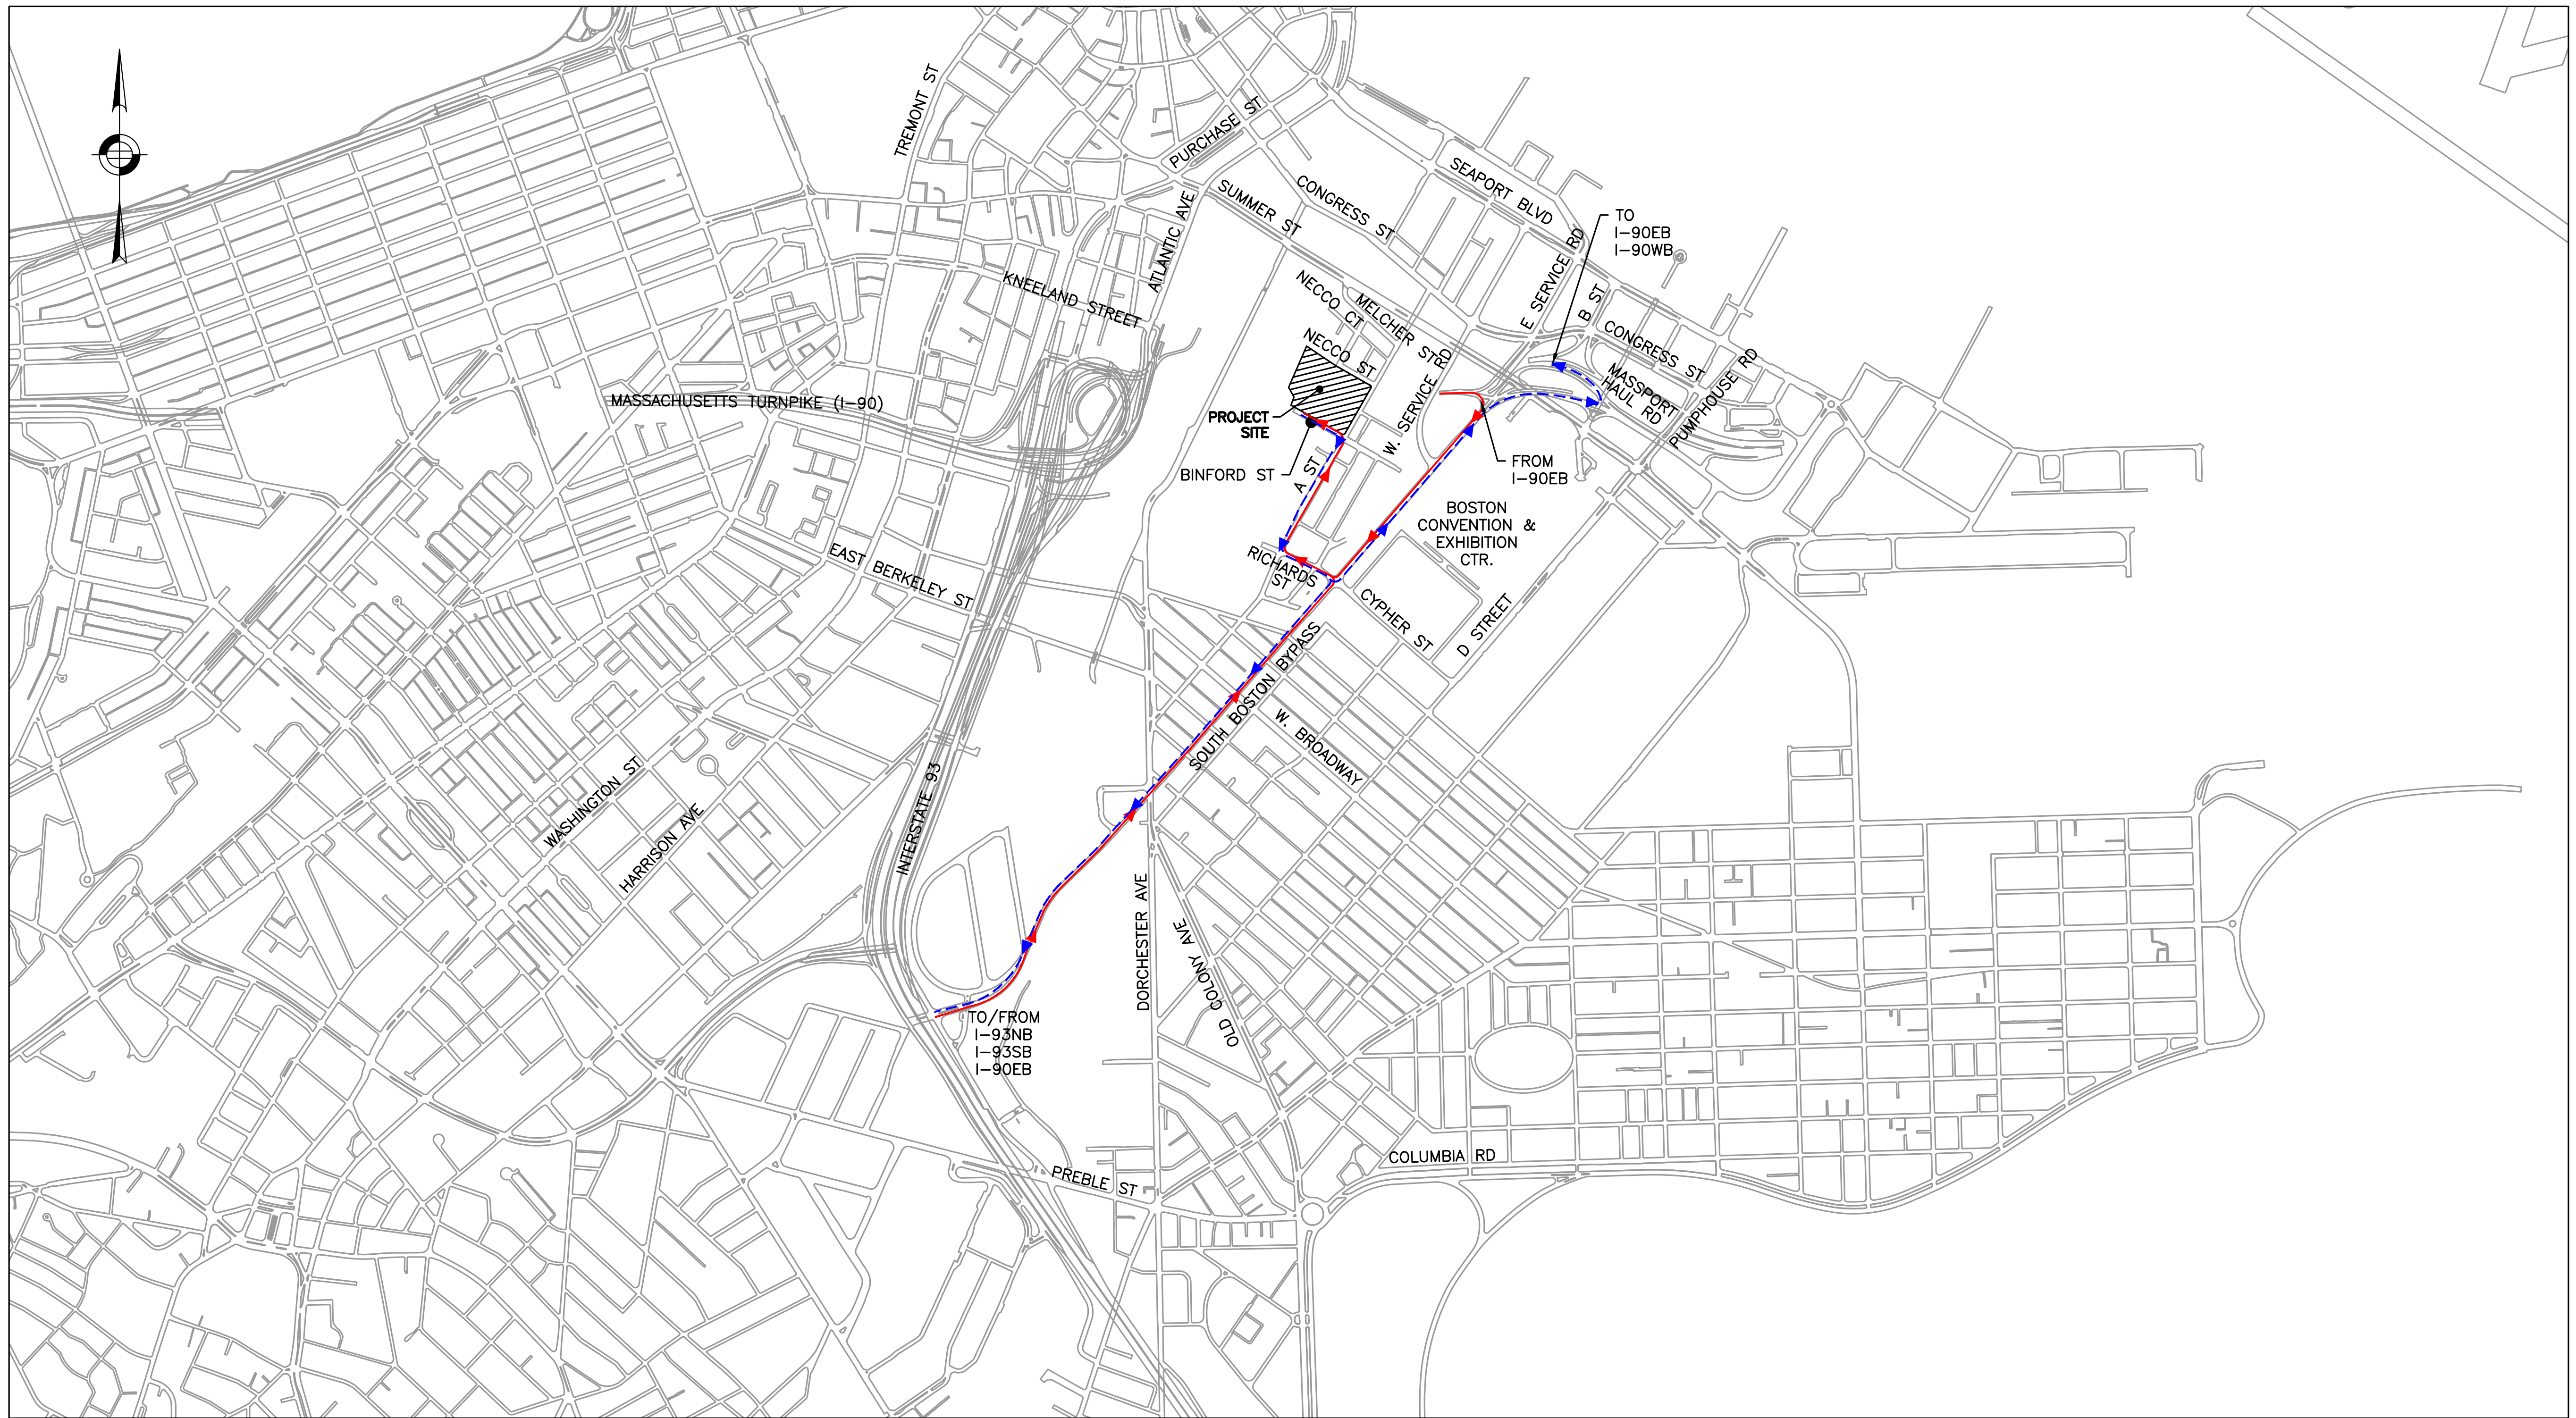 TREMONT ST
PURCHASE ST
SEAPORT BLVD
SUMMER ST
CONGRESS ST
ATLANTIC AVE
TO
I-90EB
I-90WB
E SERVICE RD
B ST
KNEELAND STREET
NECCO CT
MELCHER ST
NECCO ST
CONGRESS ST
MASSPORT
HAUL RD
PUMPHOUSE RD
W. SERVICE RD
MASSACHUSETTS TURNPIKE (I-90)
PROJECT
SITE
BINFORD ST
A ST
FROM
I-90EB
BOSTON
CONVENTION &
EXHIBITION
CTR.
RICHARDS
ST
EAST BERKELEY ST
CYPHER ST
D STREET
SOUTH BOSTON BYPASS
W. BROADWAY
WASHINGTON ST
HARRISON AVE
INTERSTATE 93
DORCHESTER AVE
OLD COLONY AVE
TO/FROM
I-93NB
I-93SB
I-90EB
COLUMBIA RD
PREBLE ST